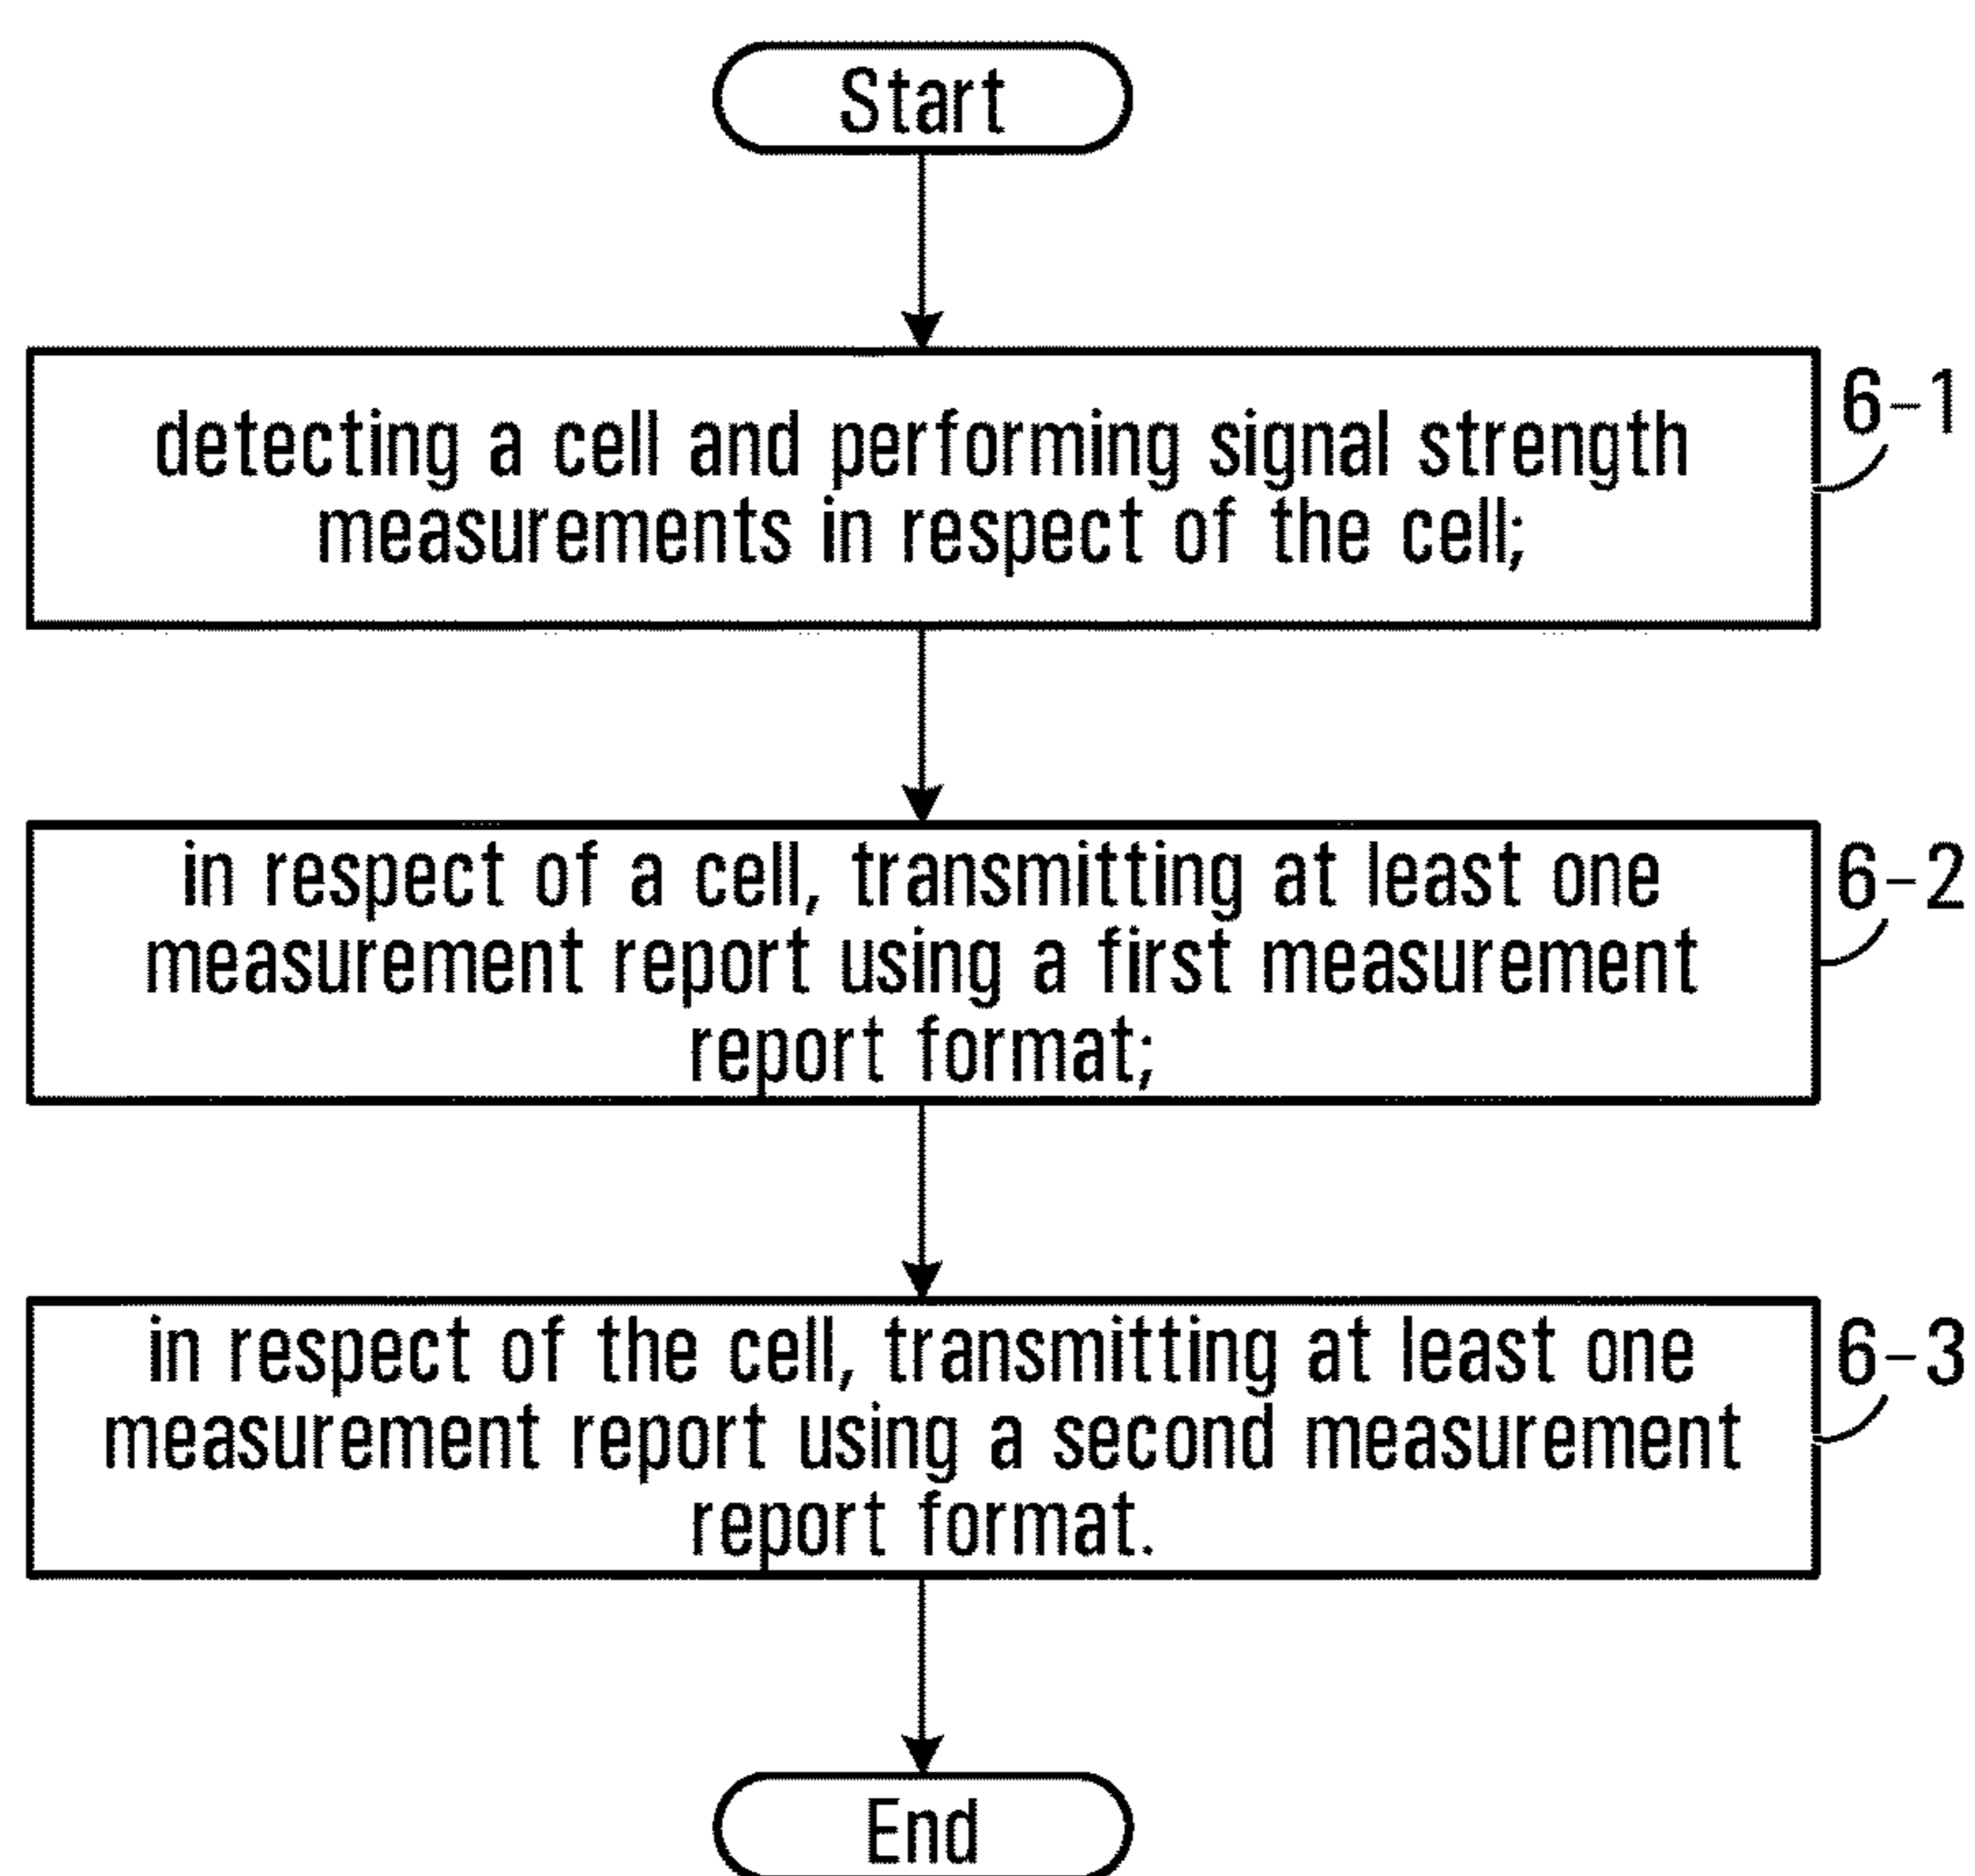 Start
detecting a cell and performing signal strength
measurements in respect of the cell;
6-1
in respect of a cell, transmitting at least one
measurement report using a first measurement
report format;
6-2
in respect of the cell, transmitting at least one
measurement report using a second measurement
report format.
6-3
End